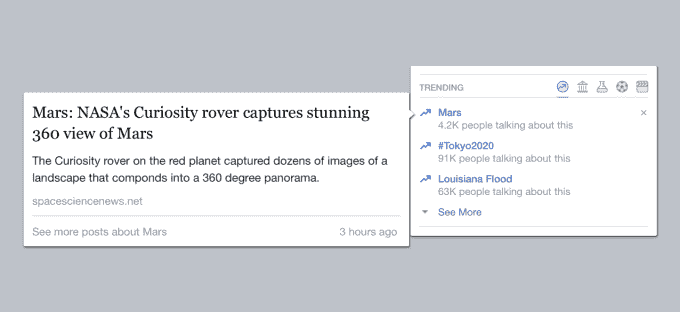 Mars: NASA's Curiosity rover captures stunning
360 view of Mars
The Curiosity rover on the red planet captured dozens of images of a
landscape that componds into a 360 degree panorama.
spacesciencenews.net
See more posts about Mars
3 hours ago
TRENDING
Mars
4.2K people talking about this
#Tokyo2020
91K people talking about this
Louisiana Flood
63K people talking about this
See More